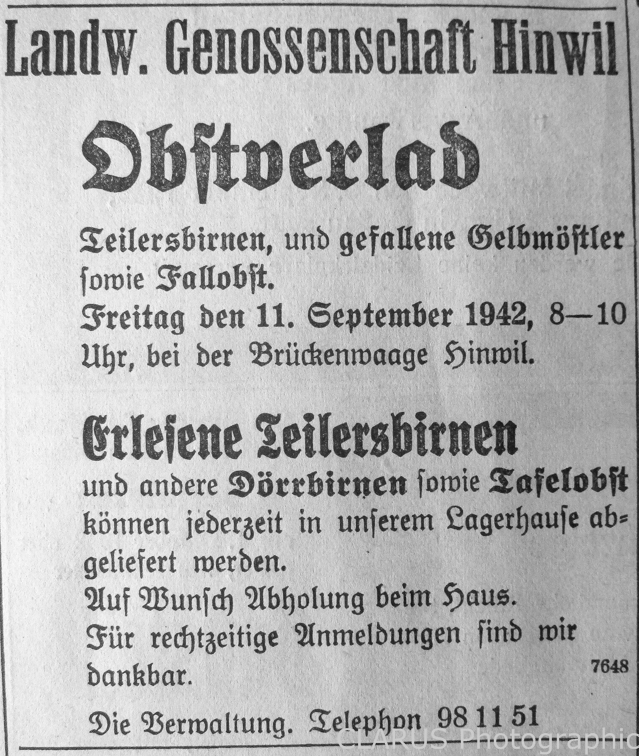 Landw. Genossenschaft Hinwil
Obstverlad
Teilersbirnen, und gefallene Gelbmöstler
sowie Fallobst.
Freitag den 11. September 1942, 8—10
Uhr, bei der Brückenwaage Hinwil.
Erlesene Teilersbirnen
und andere Dörrbirnen sowie Tafelobst
können jederzeit in unserem Lagerhause ab-
geliefert werden.
Auf Wunsch Abholung beim Haus.
Für rechtzeitige Anmeldungen sind wir
dankbar.
7648
Die Verwaltung. Telephon 98 11 51
CLARUS Photographic